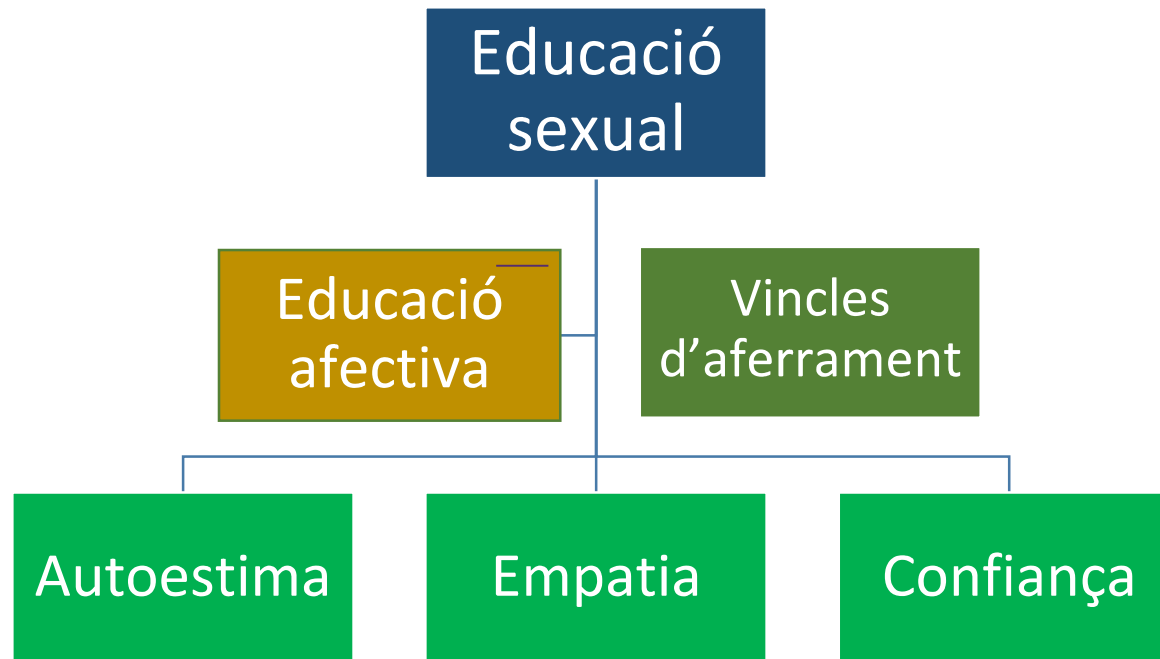 Educació
sexual
Educació
afectiva
Vincles
d’aferrament
Autoestima
Empatia
Confiança